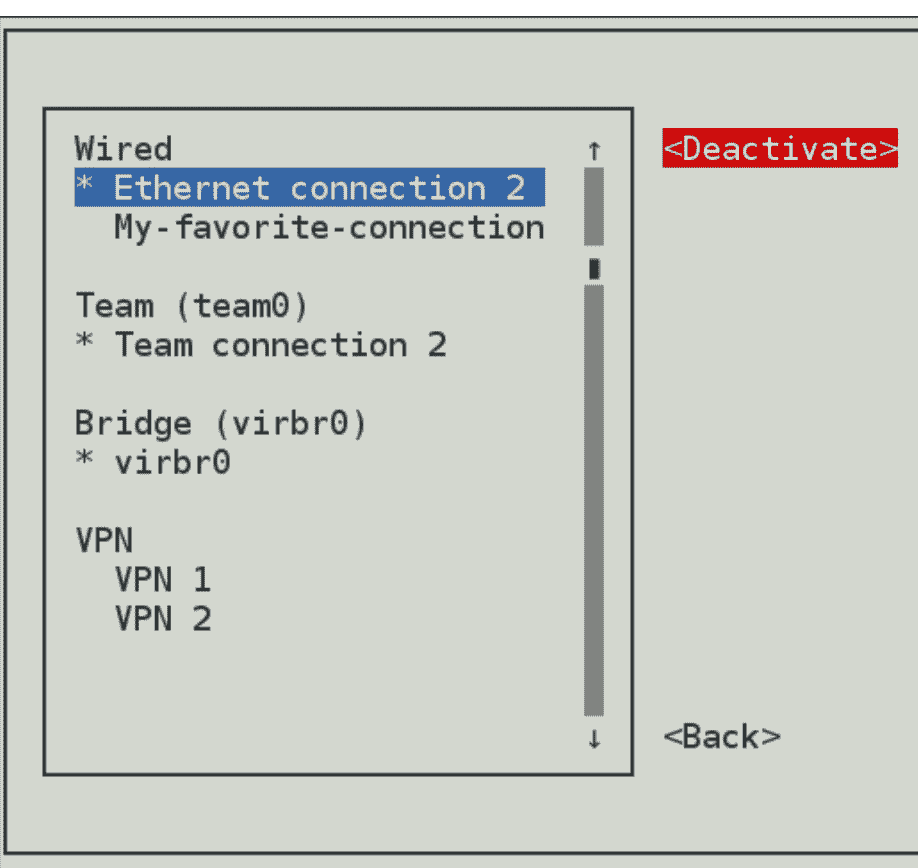 Wired
<Deactivate>
* Ethernet connection 2
My-favorite-connection
Team (team0)
* Team connection 2
Bridge (virbr0)
* virbr0
VPN
VPN 1
VPN 2
<Back>